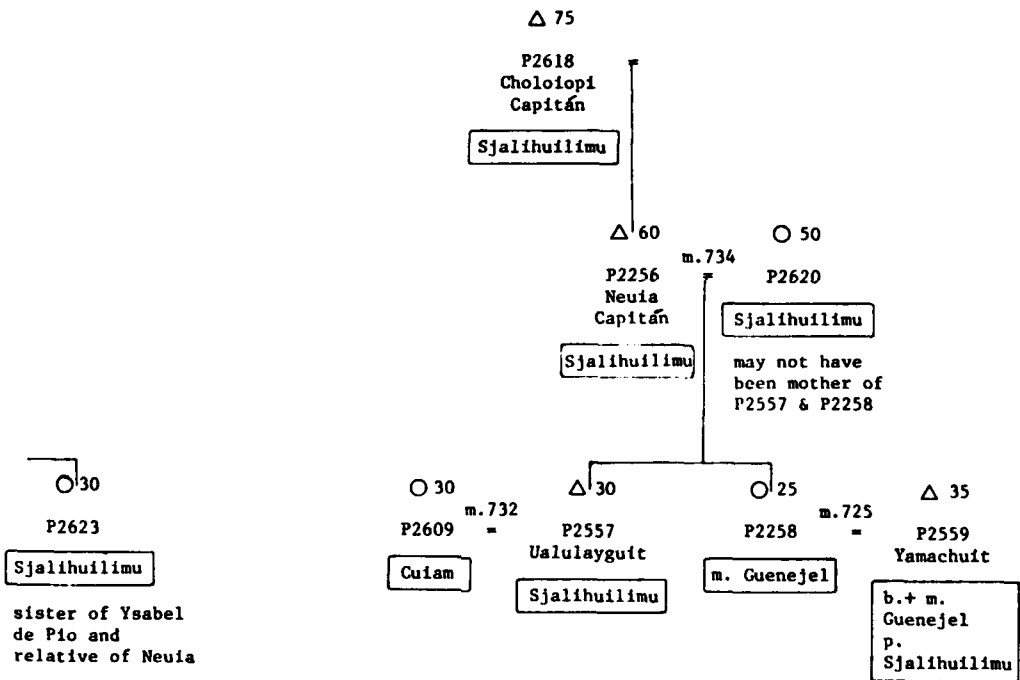 △ 75
P2618 =
Choloiopi
Capitán
Sjalihuilimu
△ 60
m.734
○ 50
P2256 = P2620
Neuia
Capitán
Sjalihuilimu
Sjalihuilimu
may not have
been mother of
P2557 & P2258
○ 30
P2623
Sjalihuilimu
sister of Ysabel
de Pio and
relative of Neuia
○ 30
m.732
△ 30
P2609 = P2557
Ualulayguit
Cuiam
Sjalihuilimu
○ 25
m.725
△ 35
P2258 = P2559
Yamachuit
m. Guenejel
b.+ m.
Guenejel
p.
Sjalihuilimu